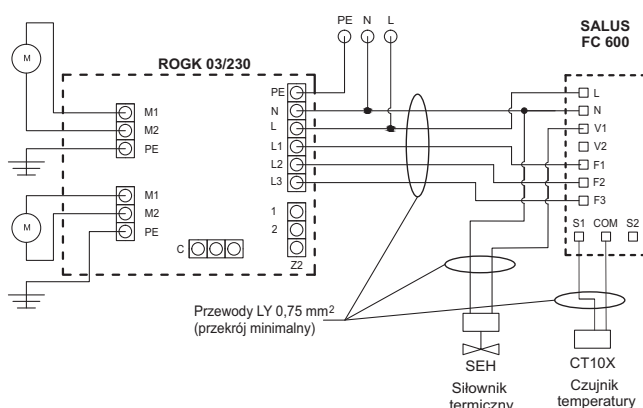 PE N L
SALUS
FC 600
ROGK 03/230
M
M1
M2
PE
M
M1
M2
PE
PE
N
L
L1
L2
L3
1
2
Z2
C
L
N
V1
V2
F1
F2
F3
S1 COM S2
Przewody LY 0,75 mm²
(przekrój minimalny)
SEH
Siłownik
termiczny
CT10X
Czujnik
temperatury